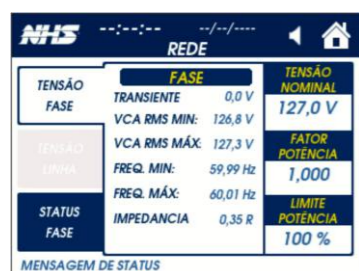 NHS
--:--:-- --/--/----
REDE
TENSÃO
FASE
TENSÃO
LINHA
STATUS
FASE
FASE
TRANSIENTE 0,0 V
VCA RMS MIN: 126,8 V
VCA RMS MÁX: 127,3 V
FREQ. MIN: 59,99 Hz
FREQ. MÁX: 60,01 Hz
IMPEDANCIA 0,35 R
TENSÃO
NOMINAL
127,0 V
FATOR
POTÊNCIA
1,000
LIMITE
POTÊNCIA
100 %
MENSAGEM DE STATUS